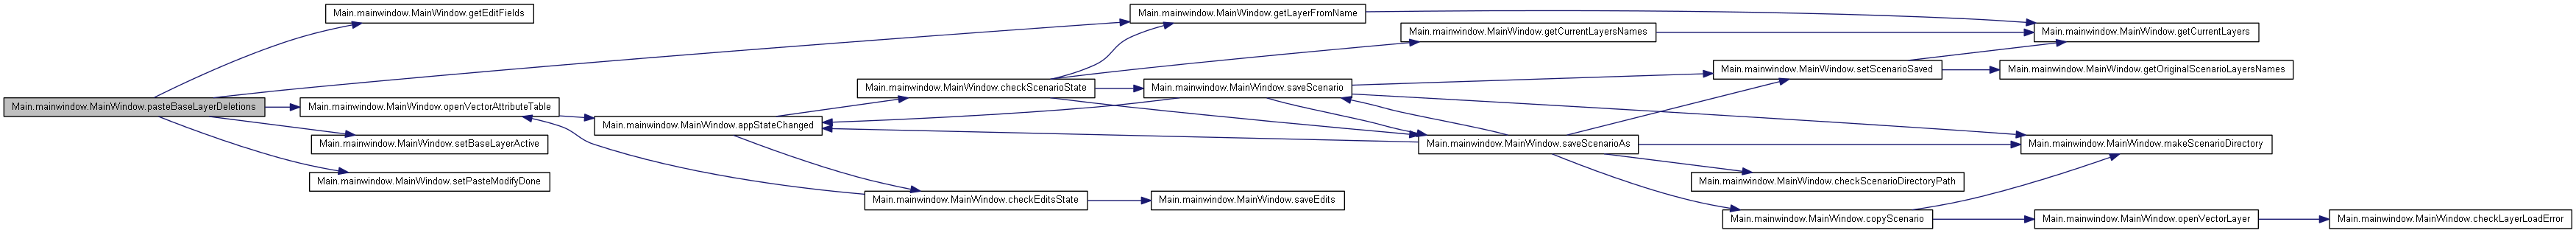 Main.mainwindow.MainWindow.pasteBaseLayerDeletions
Main.mainwindow.MainWindow.getEditFields
Main.mainwindow.MainWindow.openVectorAttributeTable
Main.mainwindow.MainWindow.setBaseLayerActive
Main.mainwindow.MainWindow.setPasteModifyDone
Main.mainwindow.MainWindow.appStateChanged
Main.mainwindow.MainWindow.checkScenarioState
Main.mainwindow.MainWindow.checkEditsState
Main.mainwindow.MainWindow.getLayerFromName
Main.mainwindow.MainWindow.saveScenario
Main.mainwindow.MainWindow.saveEdits
Main.mainwindow.MainWindow.getCurrentLayersNames
Main.mainwindow.MainWindow.saveScenarioAs
Main.mainwindow.MainWindow.setScenarioSaved
Main.mainwindow.MainWindow.checkScenarioDirectoryPath
Main.mainwindow.MainWindow.copyScenario
Main.mainwindow.MainWindow.getCurrentLayers
Main.mainwindow.MainWindow.getOriginalScenarioLayersNames
Main.mainwindow.MainWindow.makeScenarioDirectory
Main.mainwindow.MainWindow.openVectorLayer
Main.mainwindow.MainWindow.checkLayerLoadError